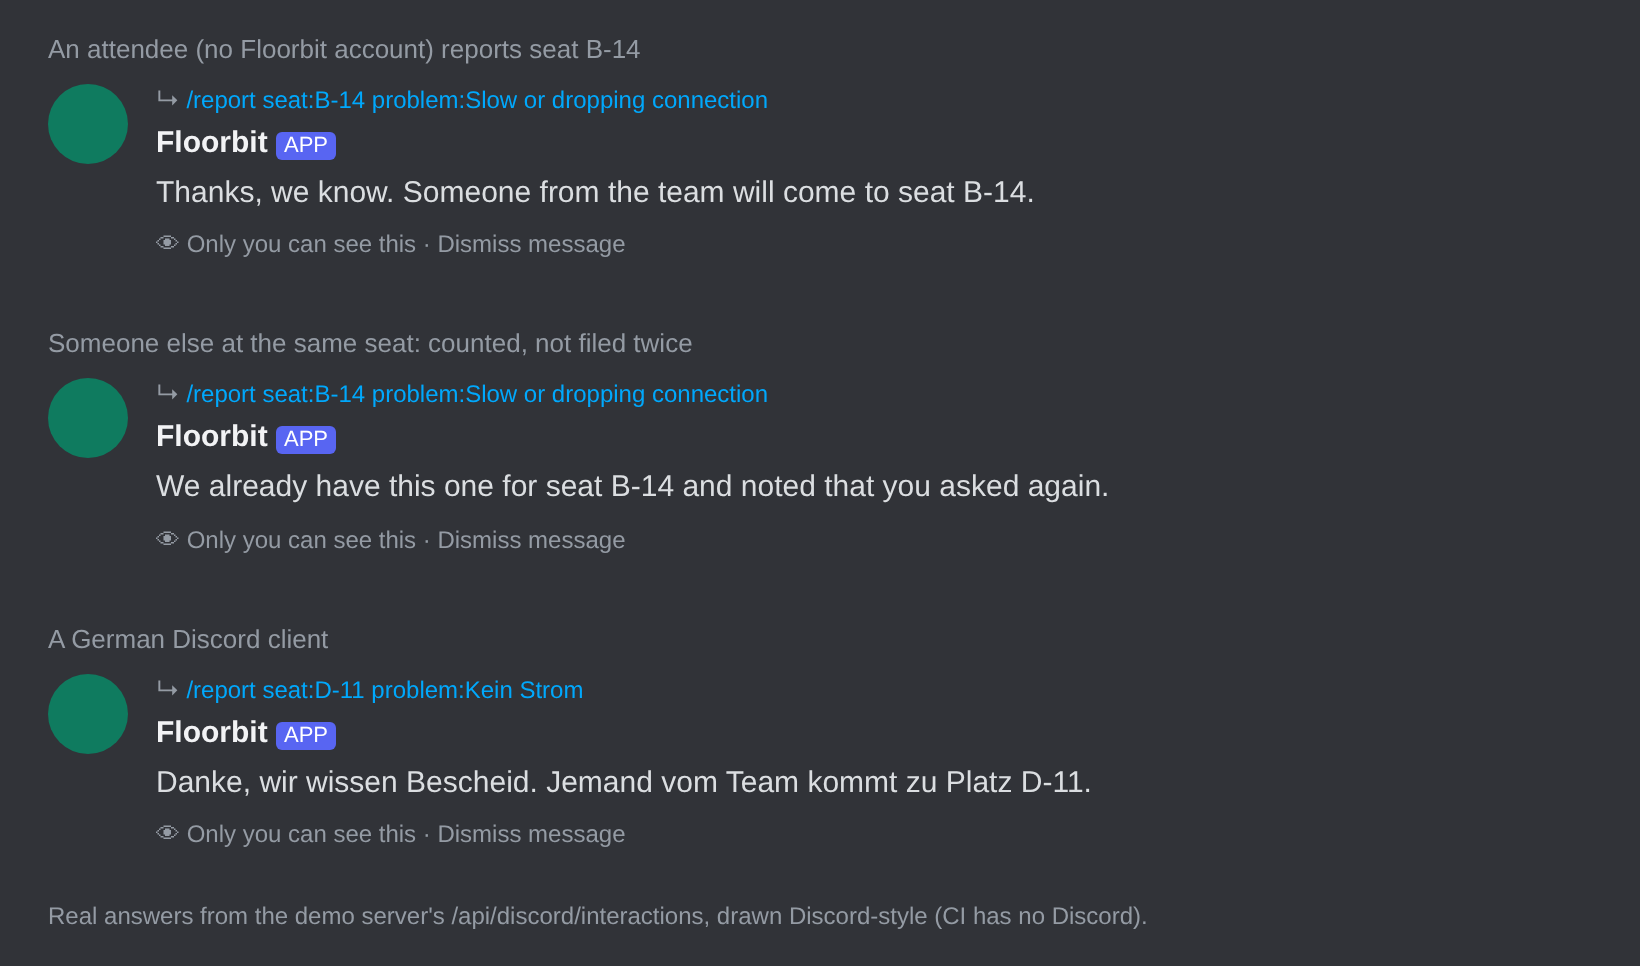 An attendee (no Floorbit account) reports seat B-14
/report seat:B-14 problem:Slow or dropping connection
Floorbit APP
Thanks, we know. Someone from the team will come to seat B-14.
Only you can see this · Dismiss message
Someone else at the same seat: counted, not filed twice
/report seat:B-14 problem:Slow or dropping connection
Floorbit APP
We already have this one for seat B-14 and noted that you asked again.
Only you can see this · Dismiss message
A German Discord client
/report seat:D-11 problem:Kein Strom
Floorbit APP
Danke, wir wissen Bescheid. Jemand vom Team kommt zu Platz D-11.
Only you can see this · Dismiss message
Real answers from the demo server's /api/discord/interactions, drawn Discord-style (CI has no Discord).